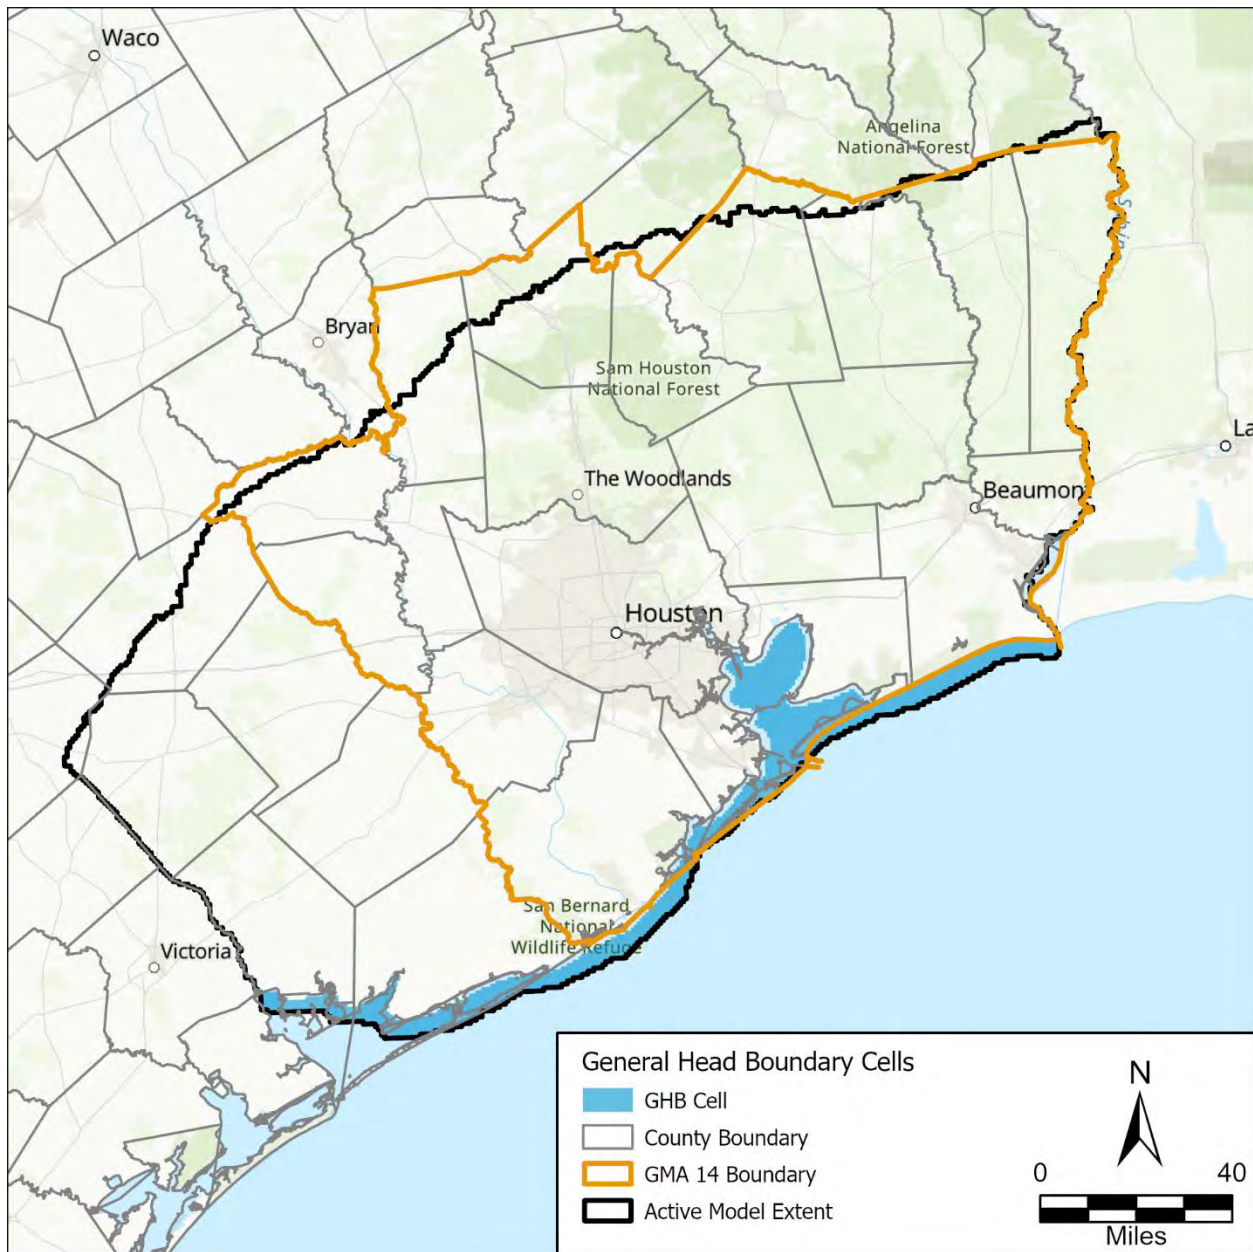 Waco
Angelina
National Forest
Sabin
Bryan
Sam Houston
National Forest
La
The Woodlands
Beaumont
Houston
San Bernard
National
Wildlife Refuge
Victoria
General Head Boundary Cells
GHB Cell
County Boundary
GMA 14 Boundary
Active Model Extent
N
0 40
Miles